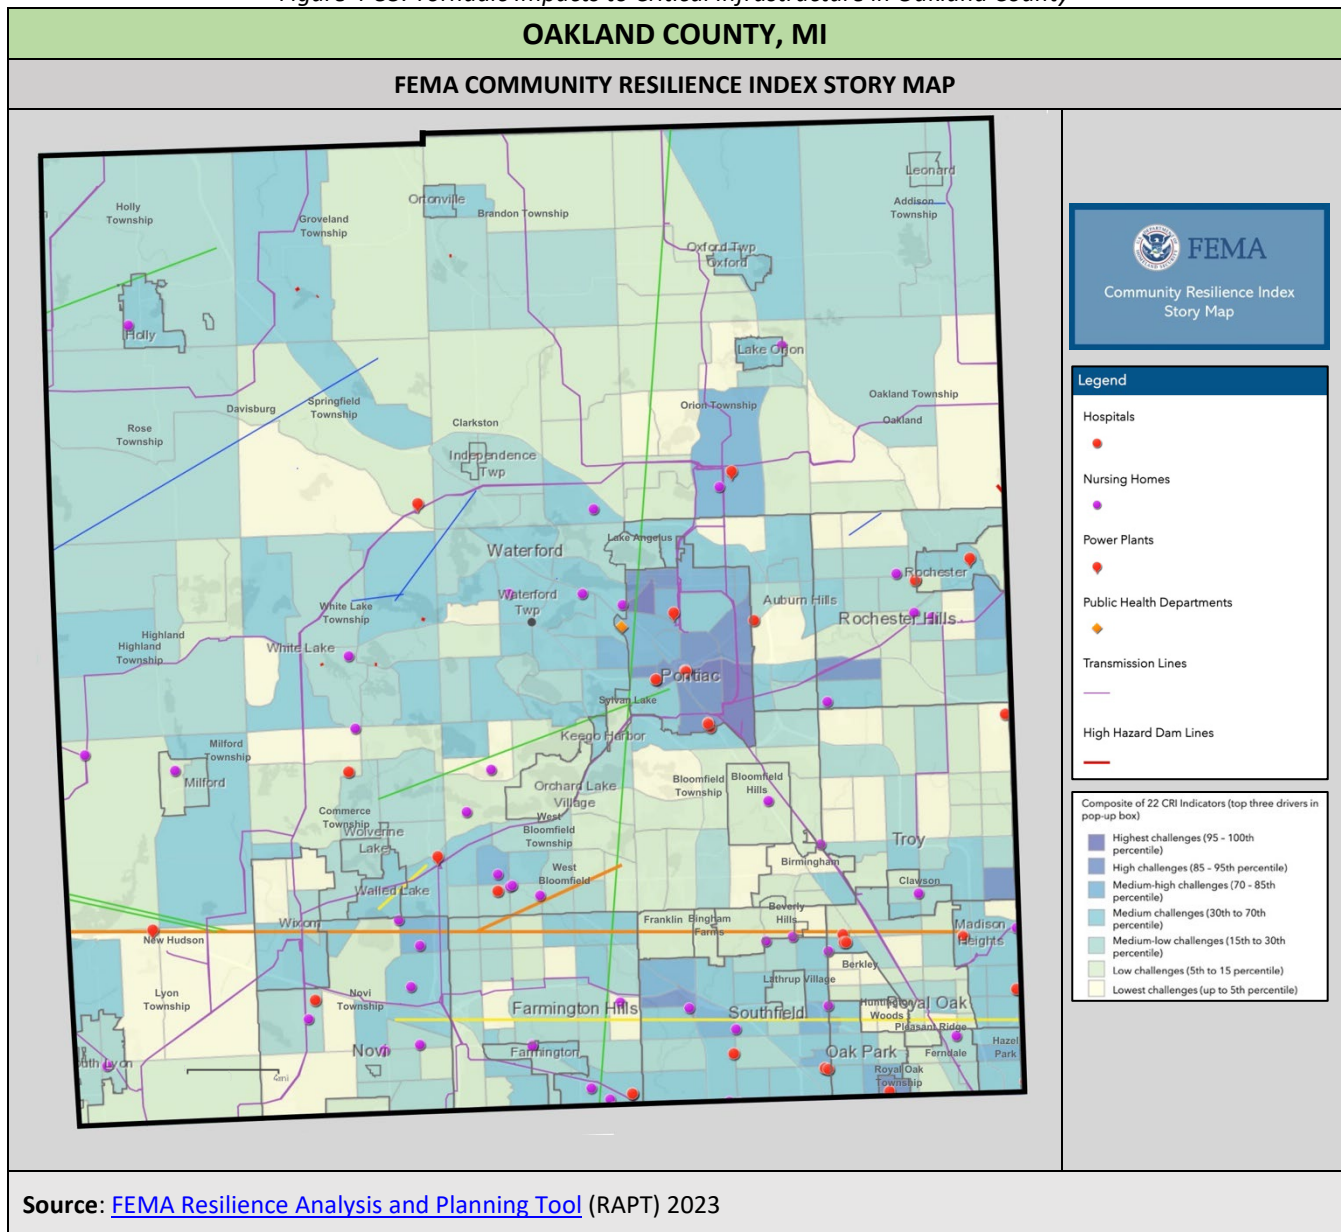 OAKLAND COUNTY, MI
FEMA COMMUNITY RESILIENCE INDEX STORY MAP
Leonard
Addison
Township
Holly
Township
Groveland
Township
Ortonville
Brandon Township
Oxford Twp
Oxford
Holly
Lake Orion
Davisburg
Springfield
Township
Orion Township
Oakland Township
Oakland
Rose
Township
Clarkston
Independence
Twp
Waterford
Lake Angelus
Rochester
Waterford
Twp
White Lake
Township
Auburn Hills
Rochester Hills
Highland
Highland
Township
White Lake
Pontiac
Sylvan Lake
Keego Harbor
Milford
Township
Milford
Orchard Lake
Village
Bloomfield
Township
Bloomfield
Hills
Commerce
Township
Wolverine
Lake
West
Bloomfield
Township
Troy
West
Bloomfield
Birmingham
Walled Lake
Clawson
Wixom
Franklin
Bingham
Farms
Beverly
Hills
Madison
Heights
New Hudson
Berkley
Lathrup Village
Lyon
Township
Novi
Township
Farmington Hills
Southfield
Royal Oak
Woods
Pleasant Ridge
Novi
Farmington
Oak Park
Ferndale
Hazel
Park
Royal Oak
Township
FEMA
Community Resilience Index
Story Map
Legend
Hospitals
Nursing Homes
Power Plants
Public Health Departments
Transmission Lines
High Hazard Dam Lines
Composite of 22 CRI Indicators (top three drivers in
pop-up box)
Highest challenges (95 - 100th
percentile)
High challenges (85 - 95th percentile)
Medium-high challenges (70 - 85th
percentile)
Medium challenges (30th to 70th
percentile)
Medium-low challenges (15th to 30th
percentile)
Low challenges (5th to 15 percentile)
Lowest challenges (up to 5th percentile)
Source: FEMA Resilience Analysis and Planning Tool (RAPT) 2023